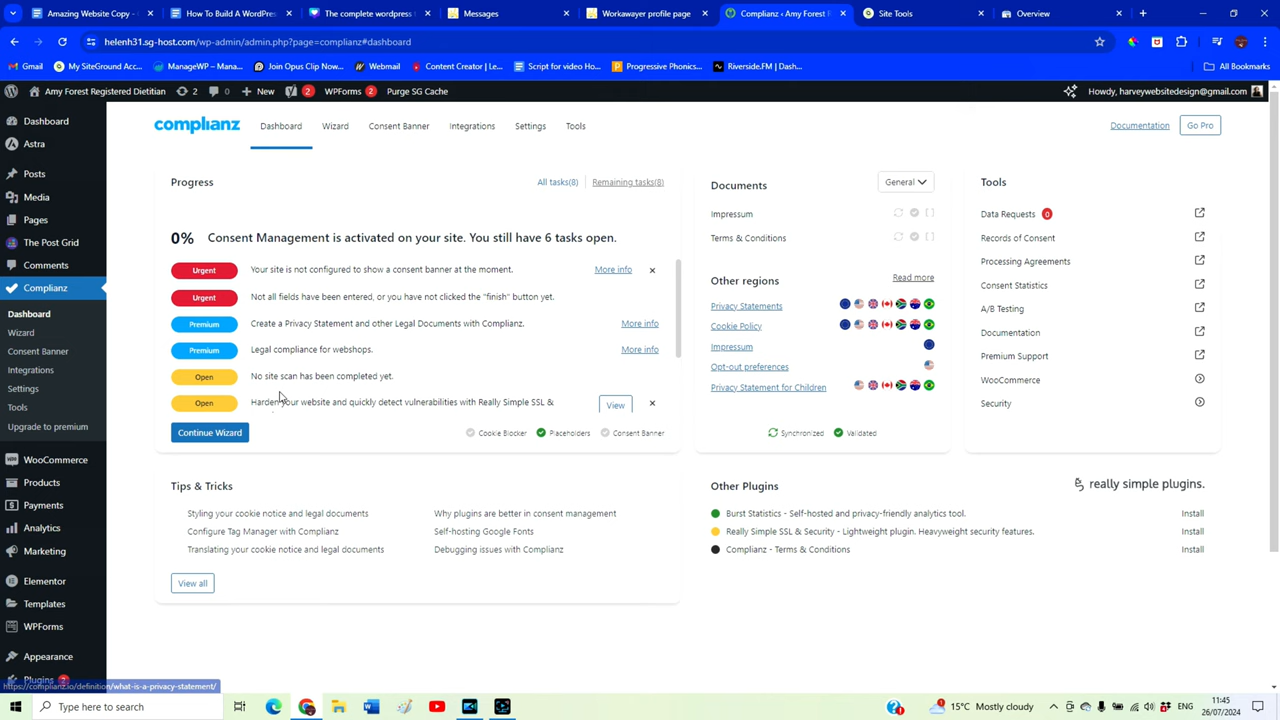 Amazing Website Copy -
How To Build A WordPres
The complete wordpress
Messages
Workawayer profile page
Complianz ‹ Amy Forest R
Site Tools
Overview
helenh31.sg-host.com/wp-admin/admin.php?page=complianz#dashboard
Gmail
My SiteGround Acc...
ManageWP – Mana...
Join Opus Clip Now...
Webmail
Content Creator | Le...
Script for video Ho...
Progressive Phonics...
Riverside.FM | Dash...
All Bookmarks
Amy Forest Registered Dietitian
2
0
New
2
WPForms
2
Purge SG Cache
Howdy, harveywebsitedesign@gmail.com
Dashboard
Astra
Posts
Media
Pages
The Post Grid
Comments
Complianz
Dashboard
Wizard
Consent Banner
Integrations
Settings
Tools
Upgrade to premium
WooCommerce
Products
Payments
Analytics
Marketing
Elementor
Templates
WPForms
Appearance
Plugins 2
complianz
Dashboard
Wizard
Consent Banner
Integrations
Settings
Tools
Documentation
Go Pro
Progress
All tasks(8)
Remaining tasks(8)
0% Consent Management is activated on your site. You still have 6 tasks open.
Urgent Your site is not configured to show a consent banner at the moment. More info
Urgent Not all fields have been entered, or you have not clicked the "finish" button yet.
Premium Create a Privacy Statement and other Legal Documents with Complianz. More info
Premium Legal compliance for webshops. More info
Open No site scan has been completed yet.
Open Harden your website and quickly detect vulnerabilities with Really Simple SSL & View
Continue Wizard
Cookie Blocker
Placeholders
Consent Banner
Documents
General
Impressum
Terms & Conditions
Other regions
Read more
Privacy Statements
Cookie Policy
Impressum
Opt-out preferences
Privacy Statement for Children
Synchronized
Validated
Tools
Data Requests 0
Records of Consent
Processing Agreements
Consent Statistics
A/B Testing
Documentation
Premium Support
WooCommerce
Security
Tips & Tricks
Styling your cookie notice and legal documents
Why plugins are better in consent management
Configure Tag Manager with Complianz
Self-hosting Google Fonts
Translating your cookie notice and legal documents
Debugging issues with Complianz
View all
Other Plugins
really simple plugins.
Burst Statistics - Self-hosted and privacy-friendly analytics tool. Install
Really Simple SSL & Security - Lightweight plugin. Heavyweight security features. Install
Complianz - Terms & Conditions Install
https://complianz.io/definition/what-is-a-privacy-statement/
Type here to search
15°C Mostly cloudy
ENG
11:45
26/07/2024